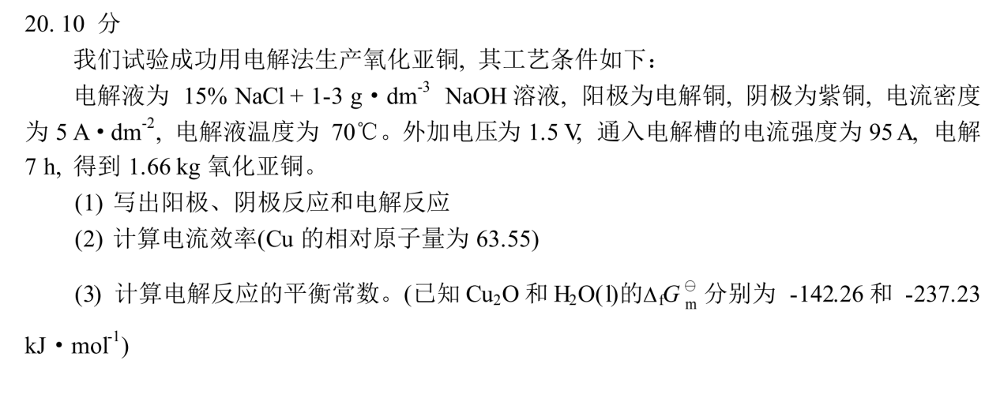 20. 10 分
我们试验成功用电解法生产氧化亚铜, 其工艺条件如下:
电解液为 15% NaCl + 1-3 g·dm⁻³ NaOH 溶液, 阳极为电解铜, 阴极为紫铜, 电流密度
为 5 A·dm⁻², 电解液温度为 70℃。外加电压为 1.5 V, 通入电解槽的电流强度为 95 A, 电解
7 h, 得到 1.66 kg 氧化亚铜。
(1) 写出阳极、阴极反应和电解反应
(2) 计算电流效率(Cu 的相对原子量为 63.55)
(3) 计算电解反应的平衡常数。(已知 Cu₂O 和 H₂O(l)的ΔfG⊖m 分别为 -142.26 和 -237.23
kJ·mol⁻¹)